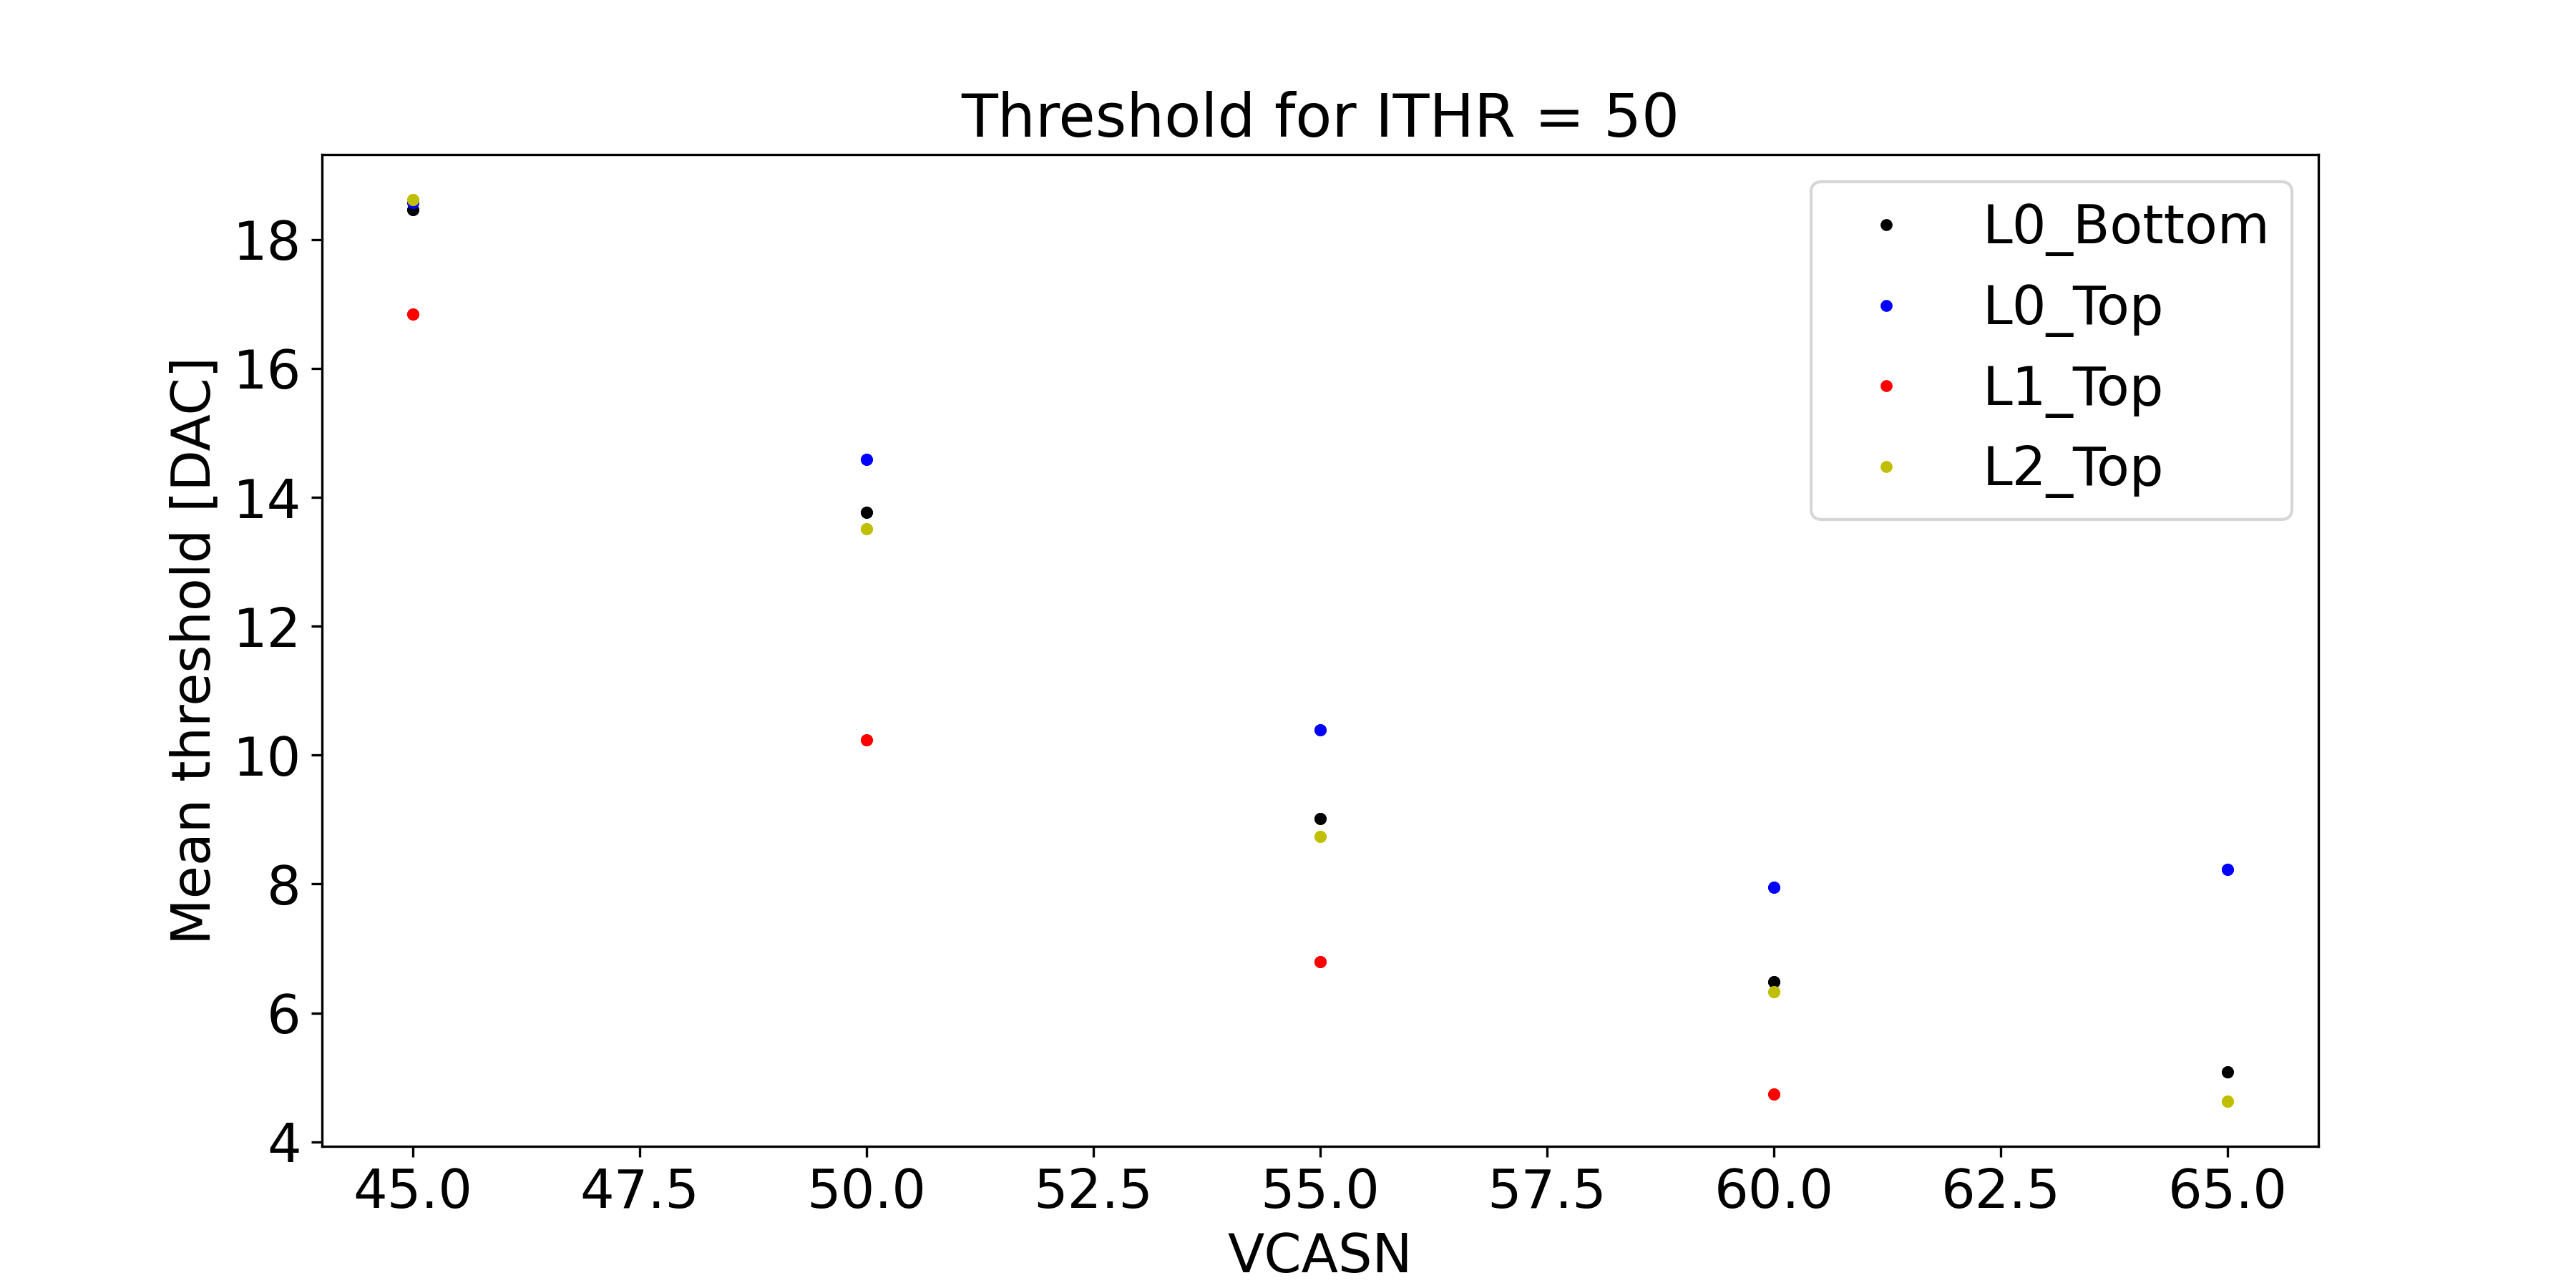 Threshold for ITHR = 50
L0_Bottom
L0_Top
L1_Top
L2_Top
Mean threshold [DAC]
18
16
14
12
10
8
6
4
45.0 47.5 50.0 52.5 55.0 57.5 60.0 62.5 65.0
VCASN